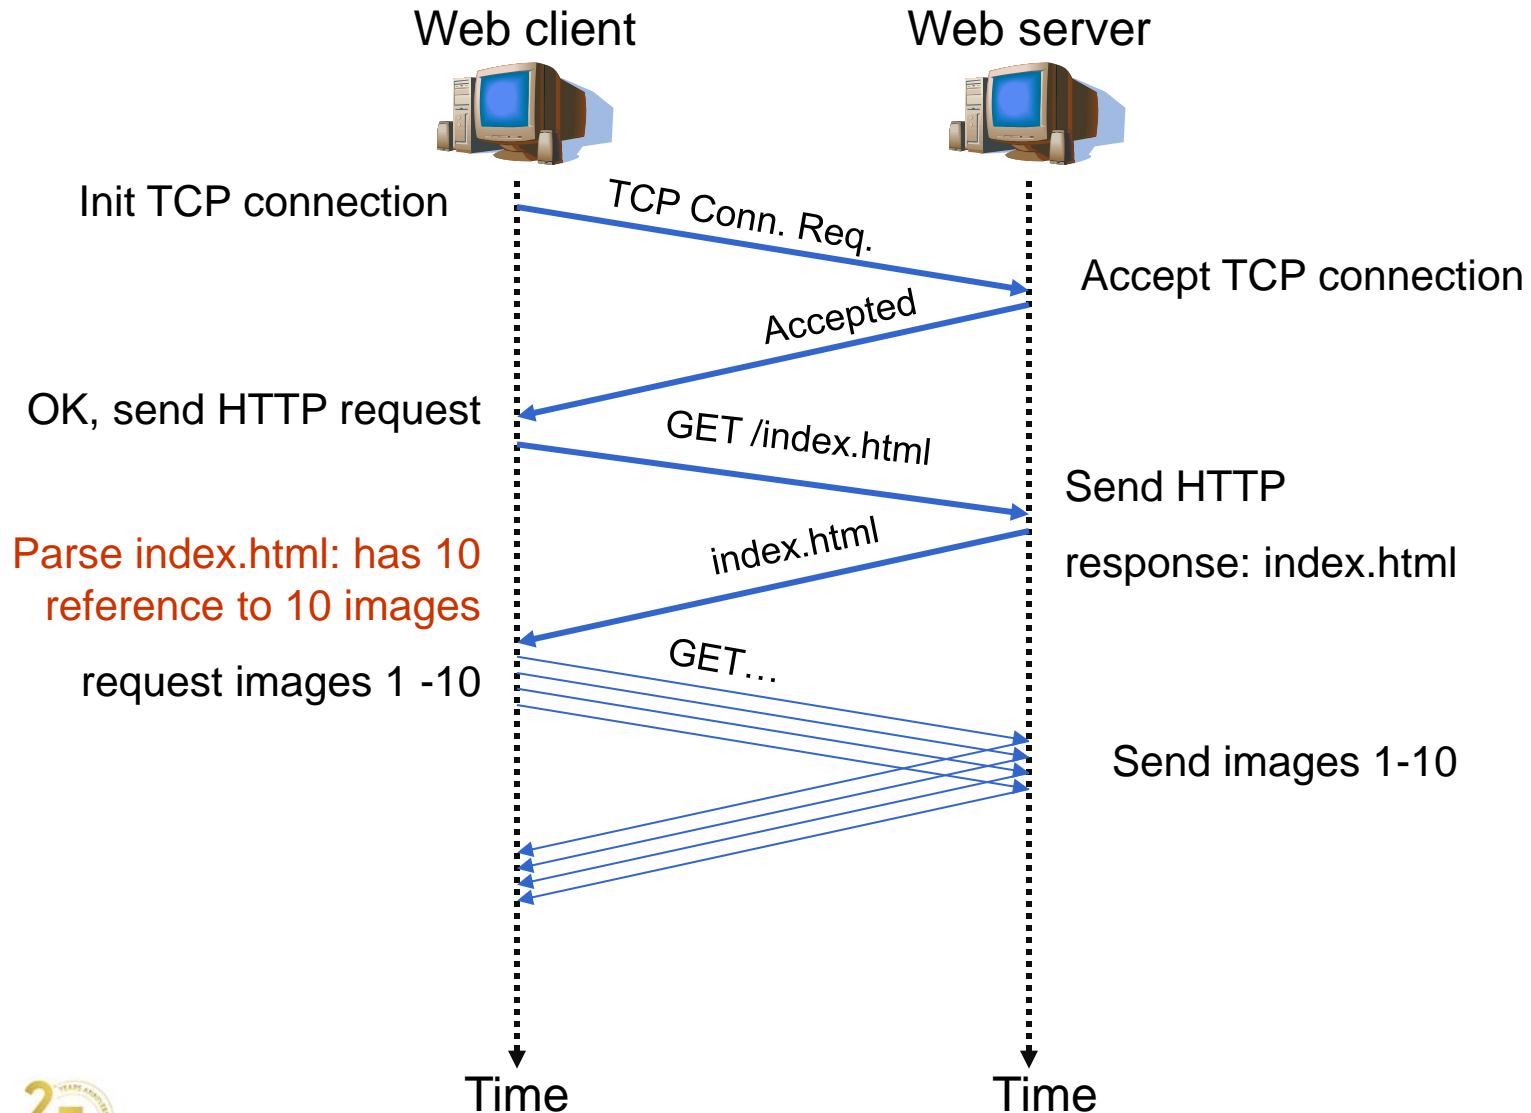 Web client
Web server
Init TCP connection
TCP Conn. Req.
Accept TCP connection
Accepted
OK, send HTTP request
GET /index.html
Send HTTP
response: index.html
index.html
Parse index.html: has 10
reference to 10 images
GET…
request images 1 -10
Send images 1-10
Time
Time